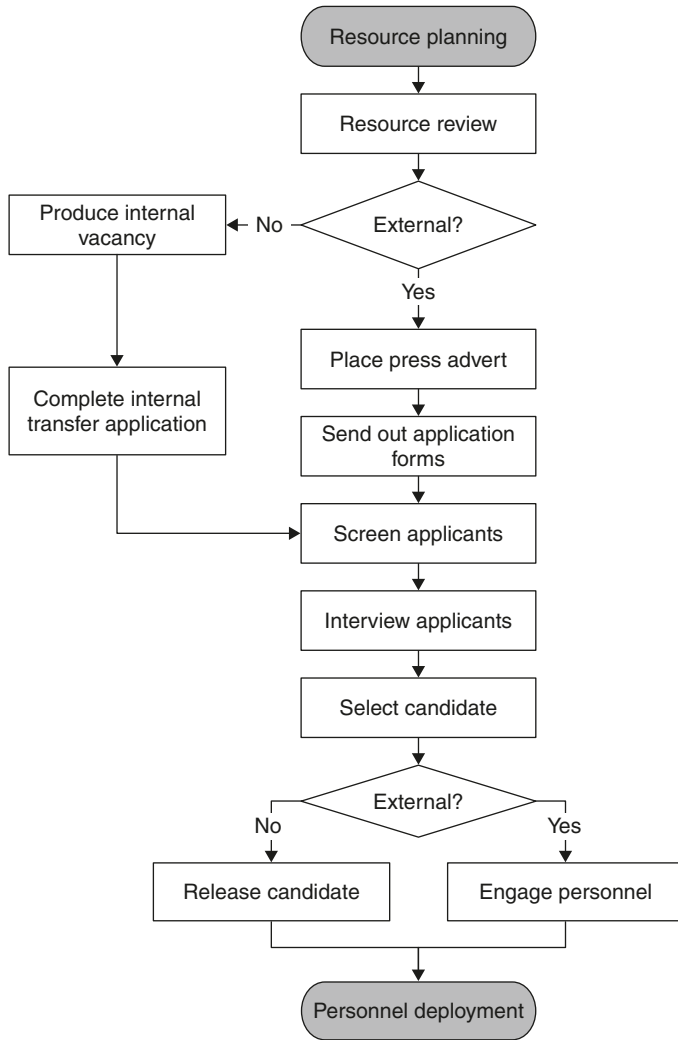 Resource planning
Resource review
External?
No
Produce internal
vacancy
Yes
Place press advert
Complete internal
transfer application
Send out application
forms
Screen applicants
Interview applicants
Select candidate
External?
No
Yes
Release candidate
Engage personnel
Personnel deployment